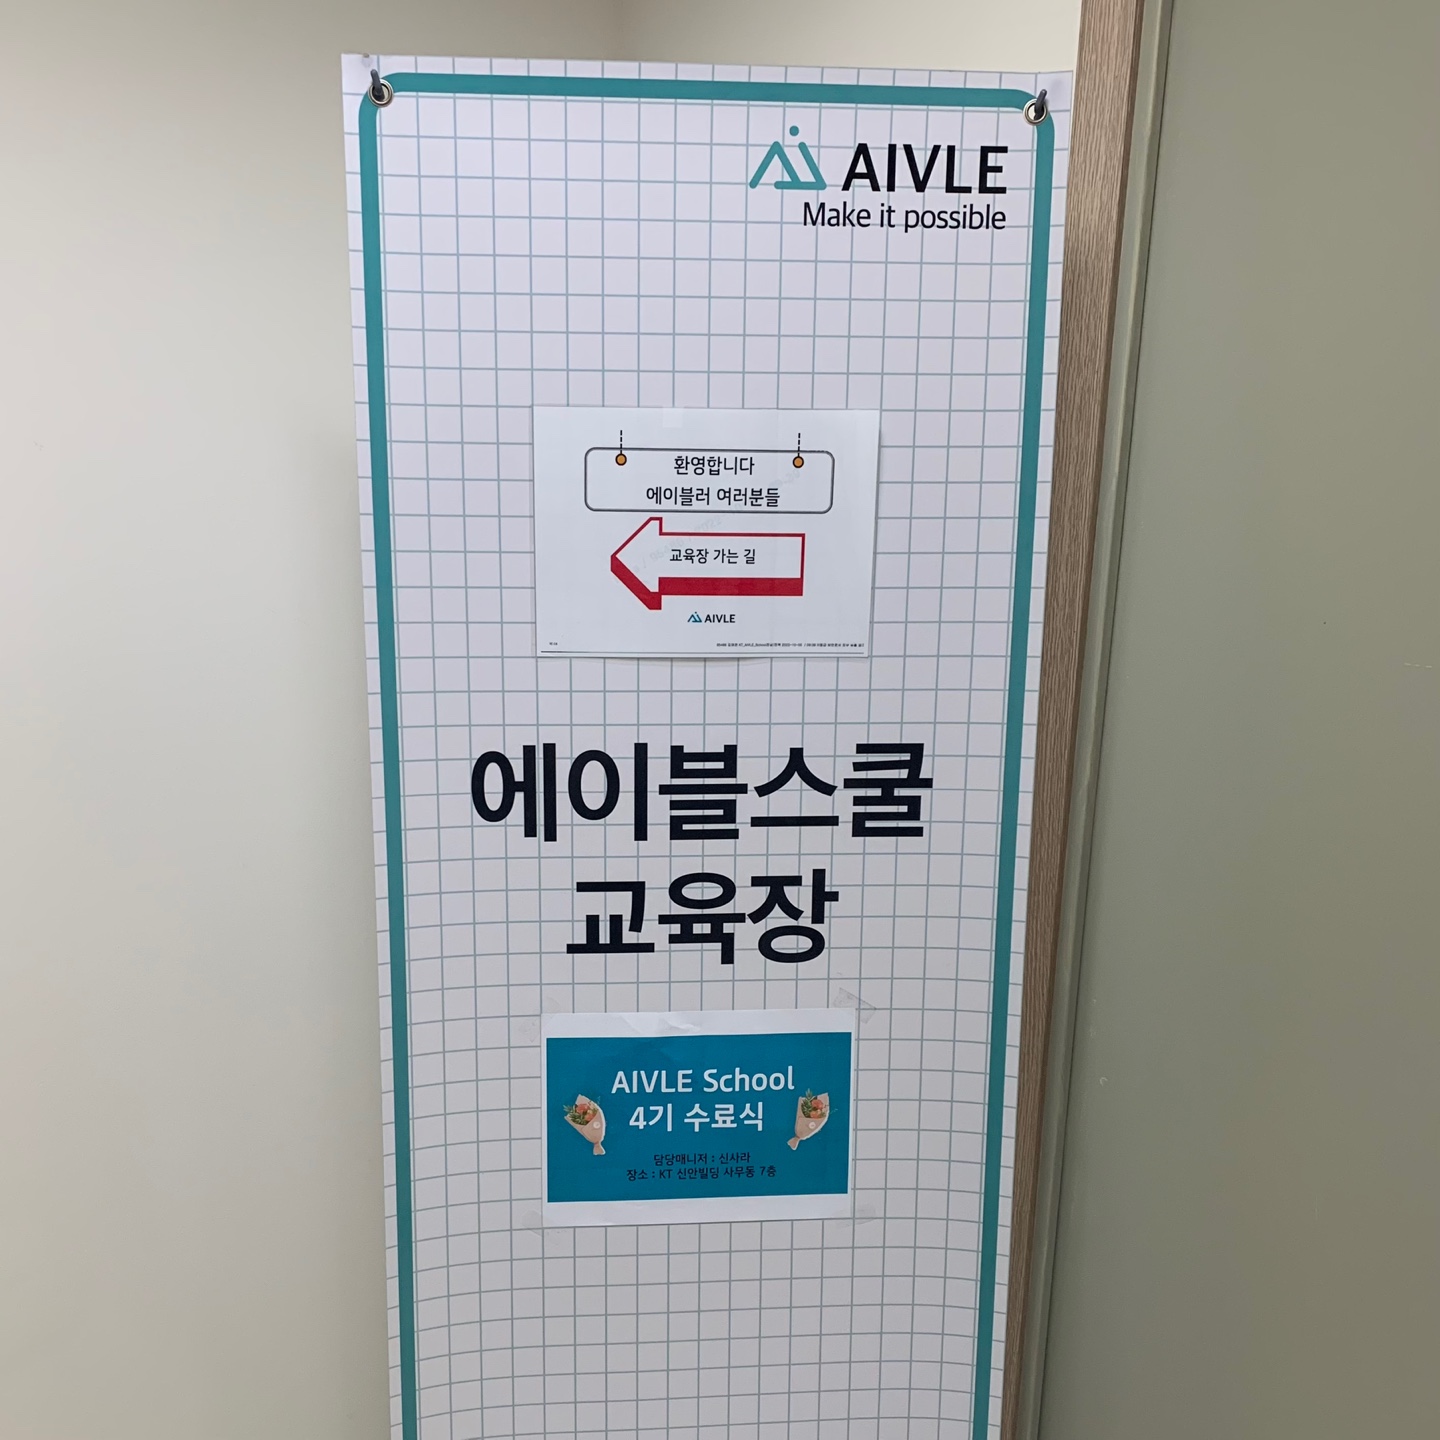 AIVLE
Make it possible
환영합니다
에이블러 여러분들
교육장 가는 길
AIVLE
에이블스쿨
교육장
AIVLE School
4기 수료식
담당매니저 : 신사라
장소 : KT 신안빌딩 사무동 7층